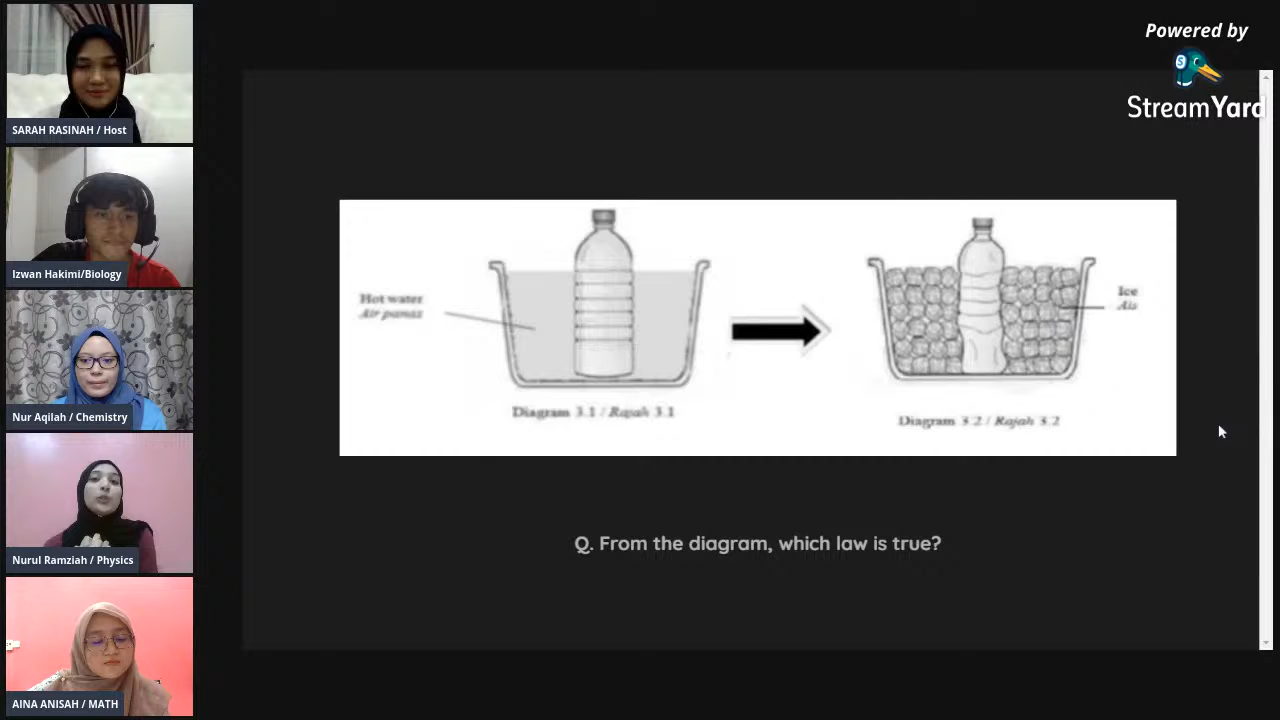 Powered by
StreamYard
SARAH RASINAH / Host
Izwan Hakimi/Biology
Nur Aqilah / Chemistry
Nurul Ramziah / Physics
AINA ANISAH / MATH
Hot water
Air panas
Ice
Ais
Diagram 3.1 / Rajah 3.1
Diagram 3.2 / Rajah 3.2
Q. From the diagram, which law is true?